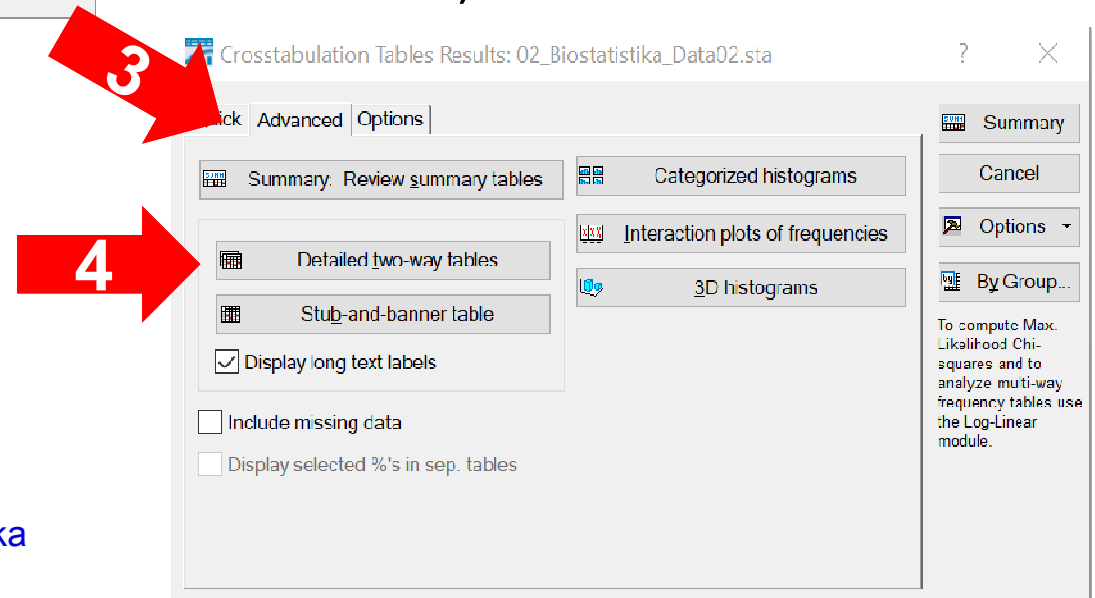 3
Crosstabulation Tables Results: 02_Biostatistika_Data02.sta
?
Advanced
Options
Summary: Review summary tables
Categorized histograms
Interaction plots of frequencies
3D histograms
4
Detailed two-way tables
Stub-and-banner table
Display long text labels
Include missing data
Display selected %'s in sep. tables
Summary
Cancel
Options
By Group...
To compute Max.
Likelihood Chi-
squares and to
analyze multi-way
frequency tables use
the Log-Linear
module.
ka